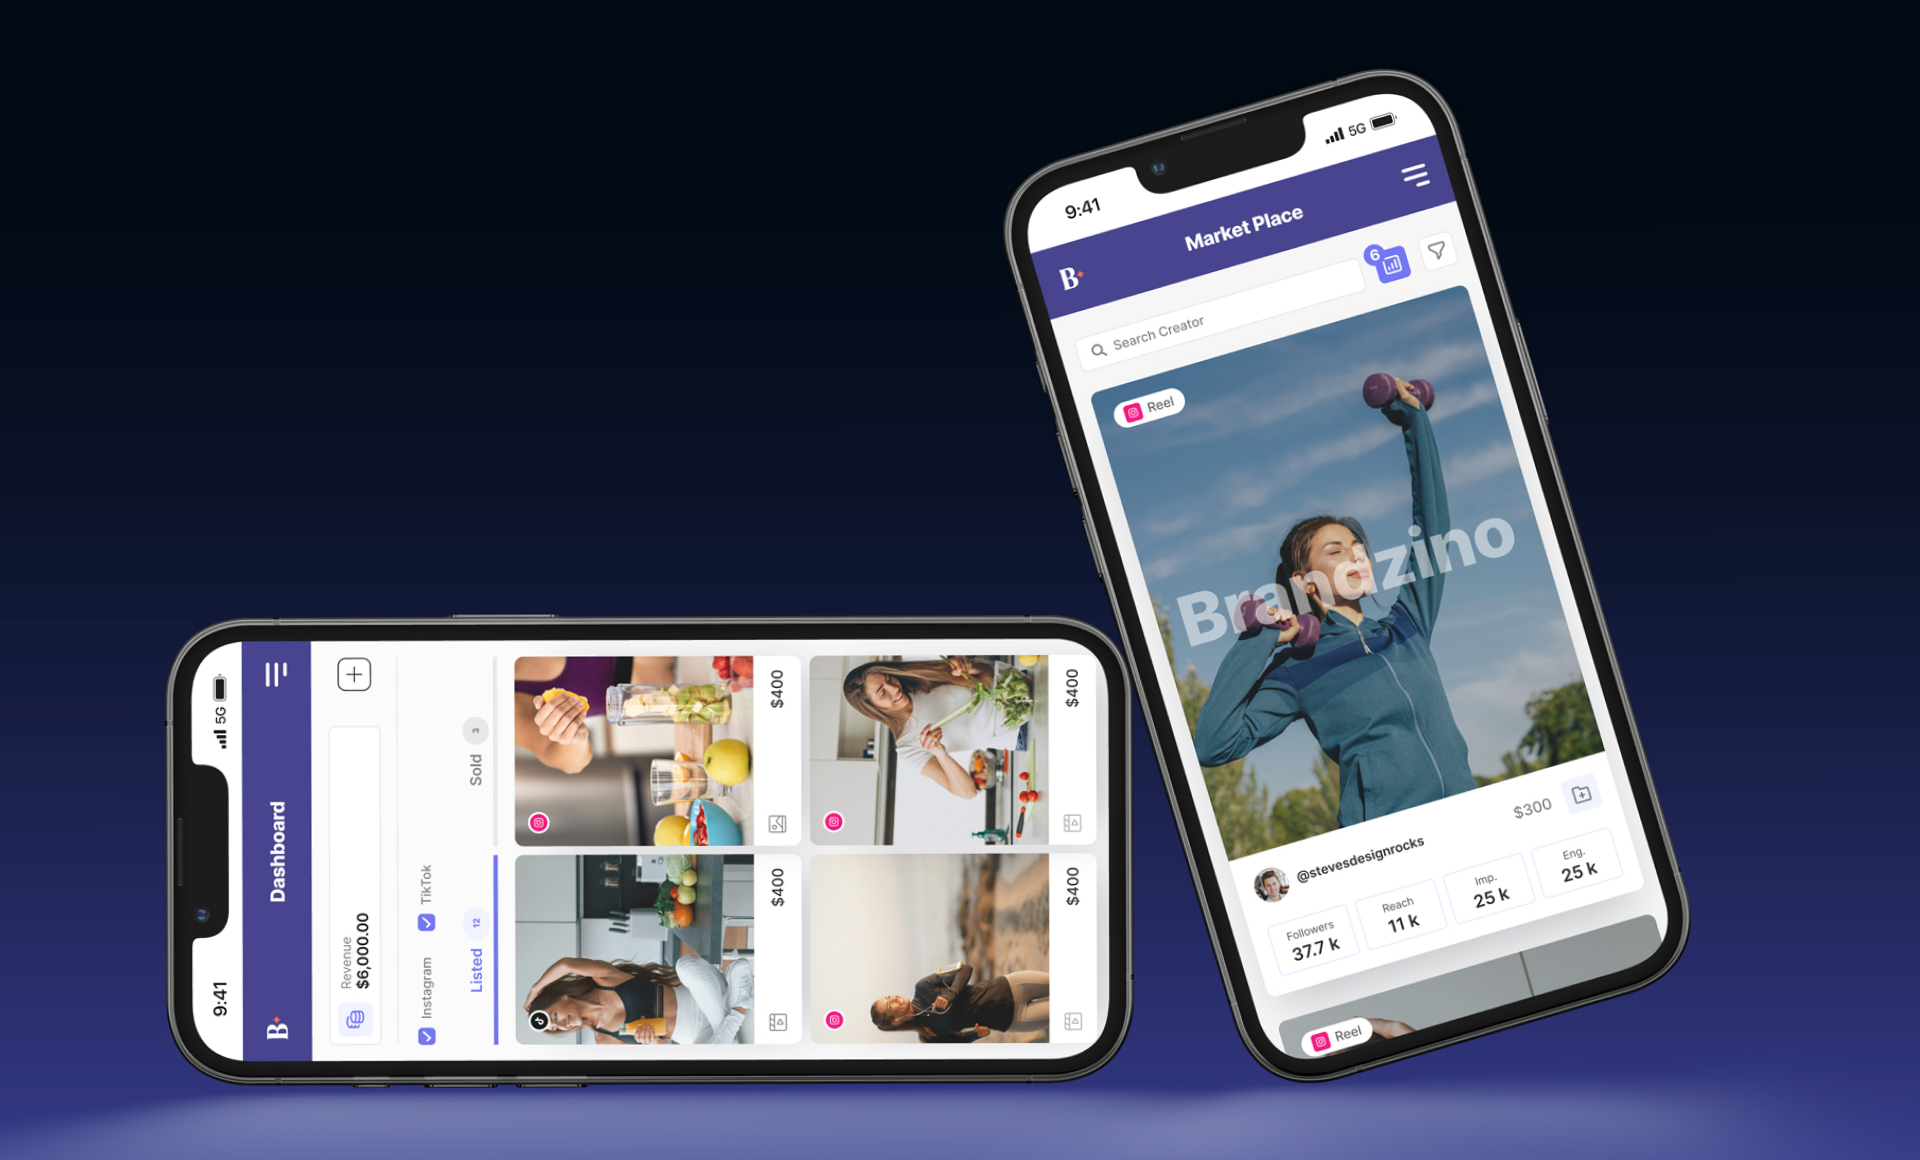 9:41
5G
B
Dashboard
Revenue
$6,000.00
Instagram
TikTok
Listed
12
Sold
3
$400
$400
$400
$400
9:41
5G
B
Market Place
Search Creator
6
Reel
Brandzino
@stevesdesignrocks
$300
Followers
37.7 k
Reach
11 k
Imp.
25 k
Eng.
25 k
Reel